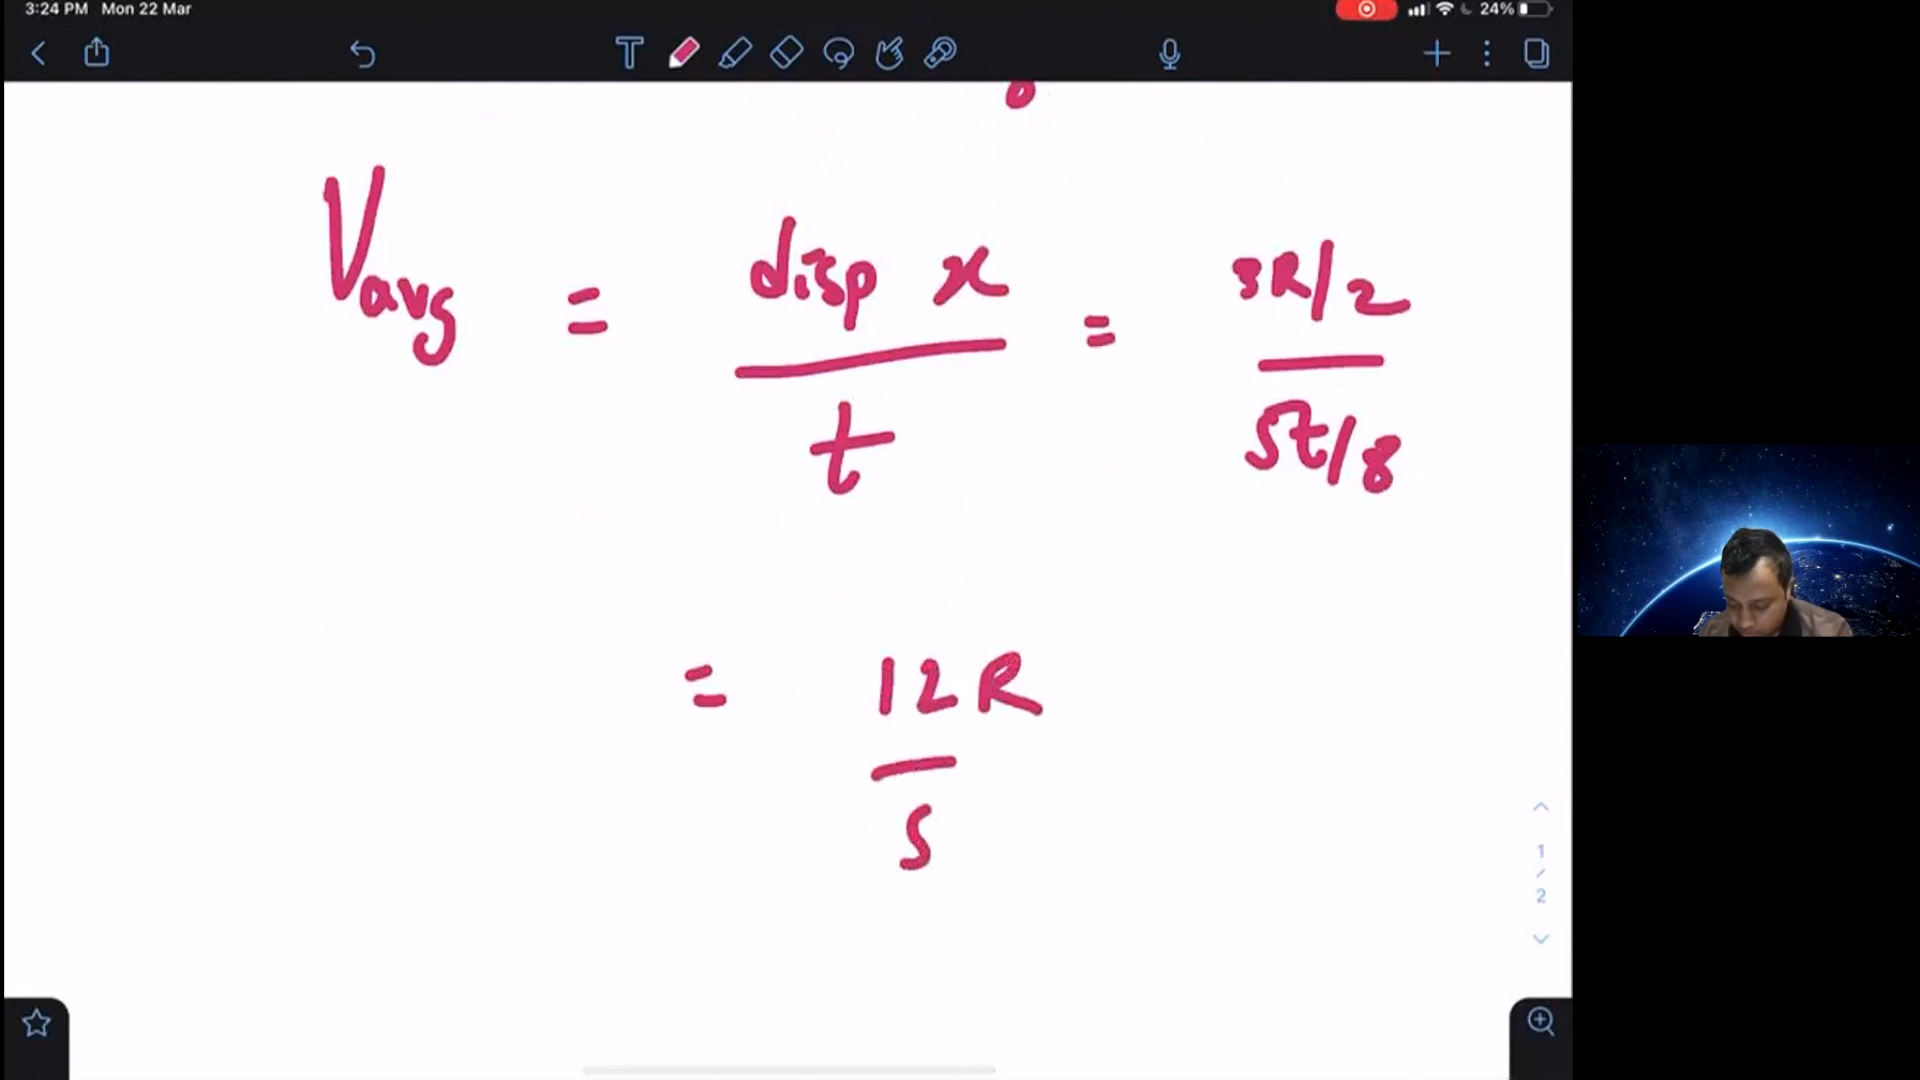 3:24 PM Mon 22 Mar
24%
T
Vavg = disp x / t = 3R/2 / 5t/8
= 12R / 5
1
/
2